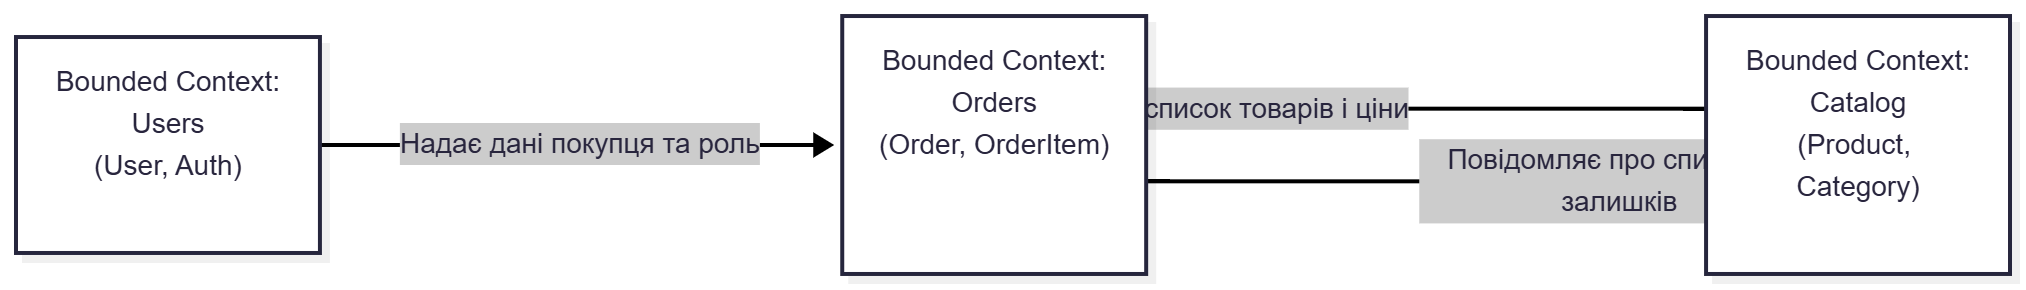 Bounded Context:
Users
(User, Auth)
Надає дані покупця та роль
Bounded Context:
Orders
(Order, OrderItem)
список товарів і ціни
Повідомляє про
залишків
Bounded Context:
Catalog
(Product,
Category)